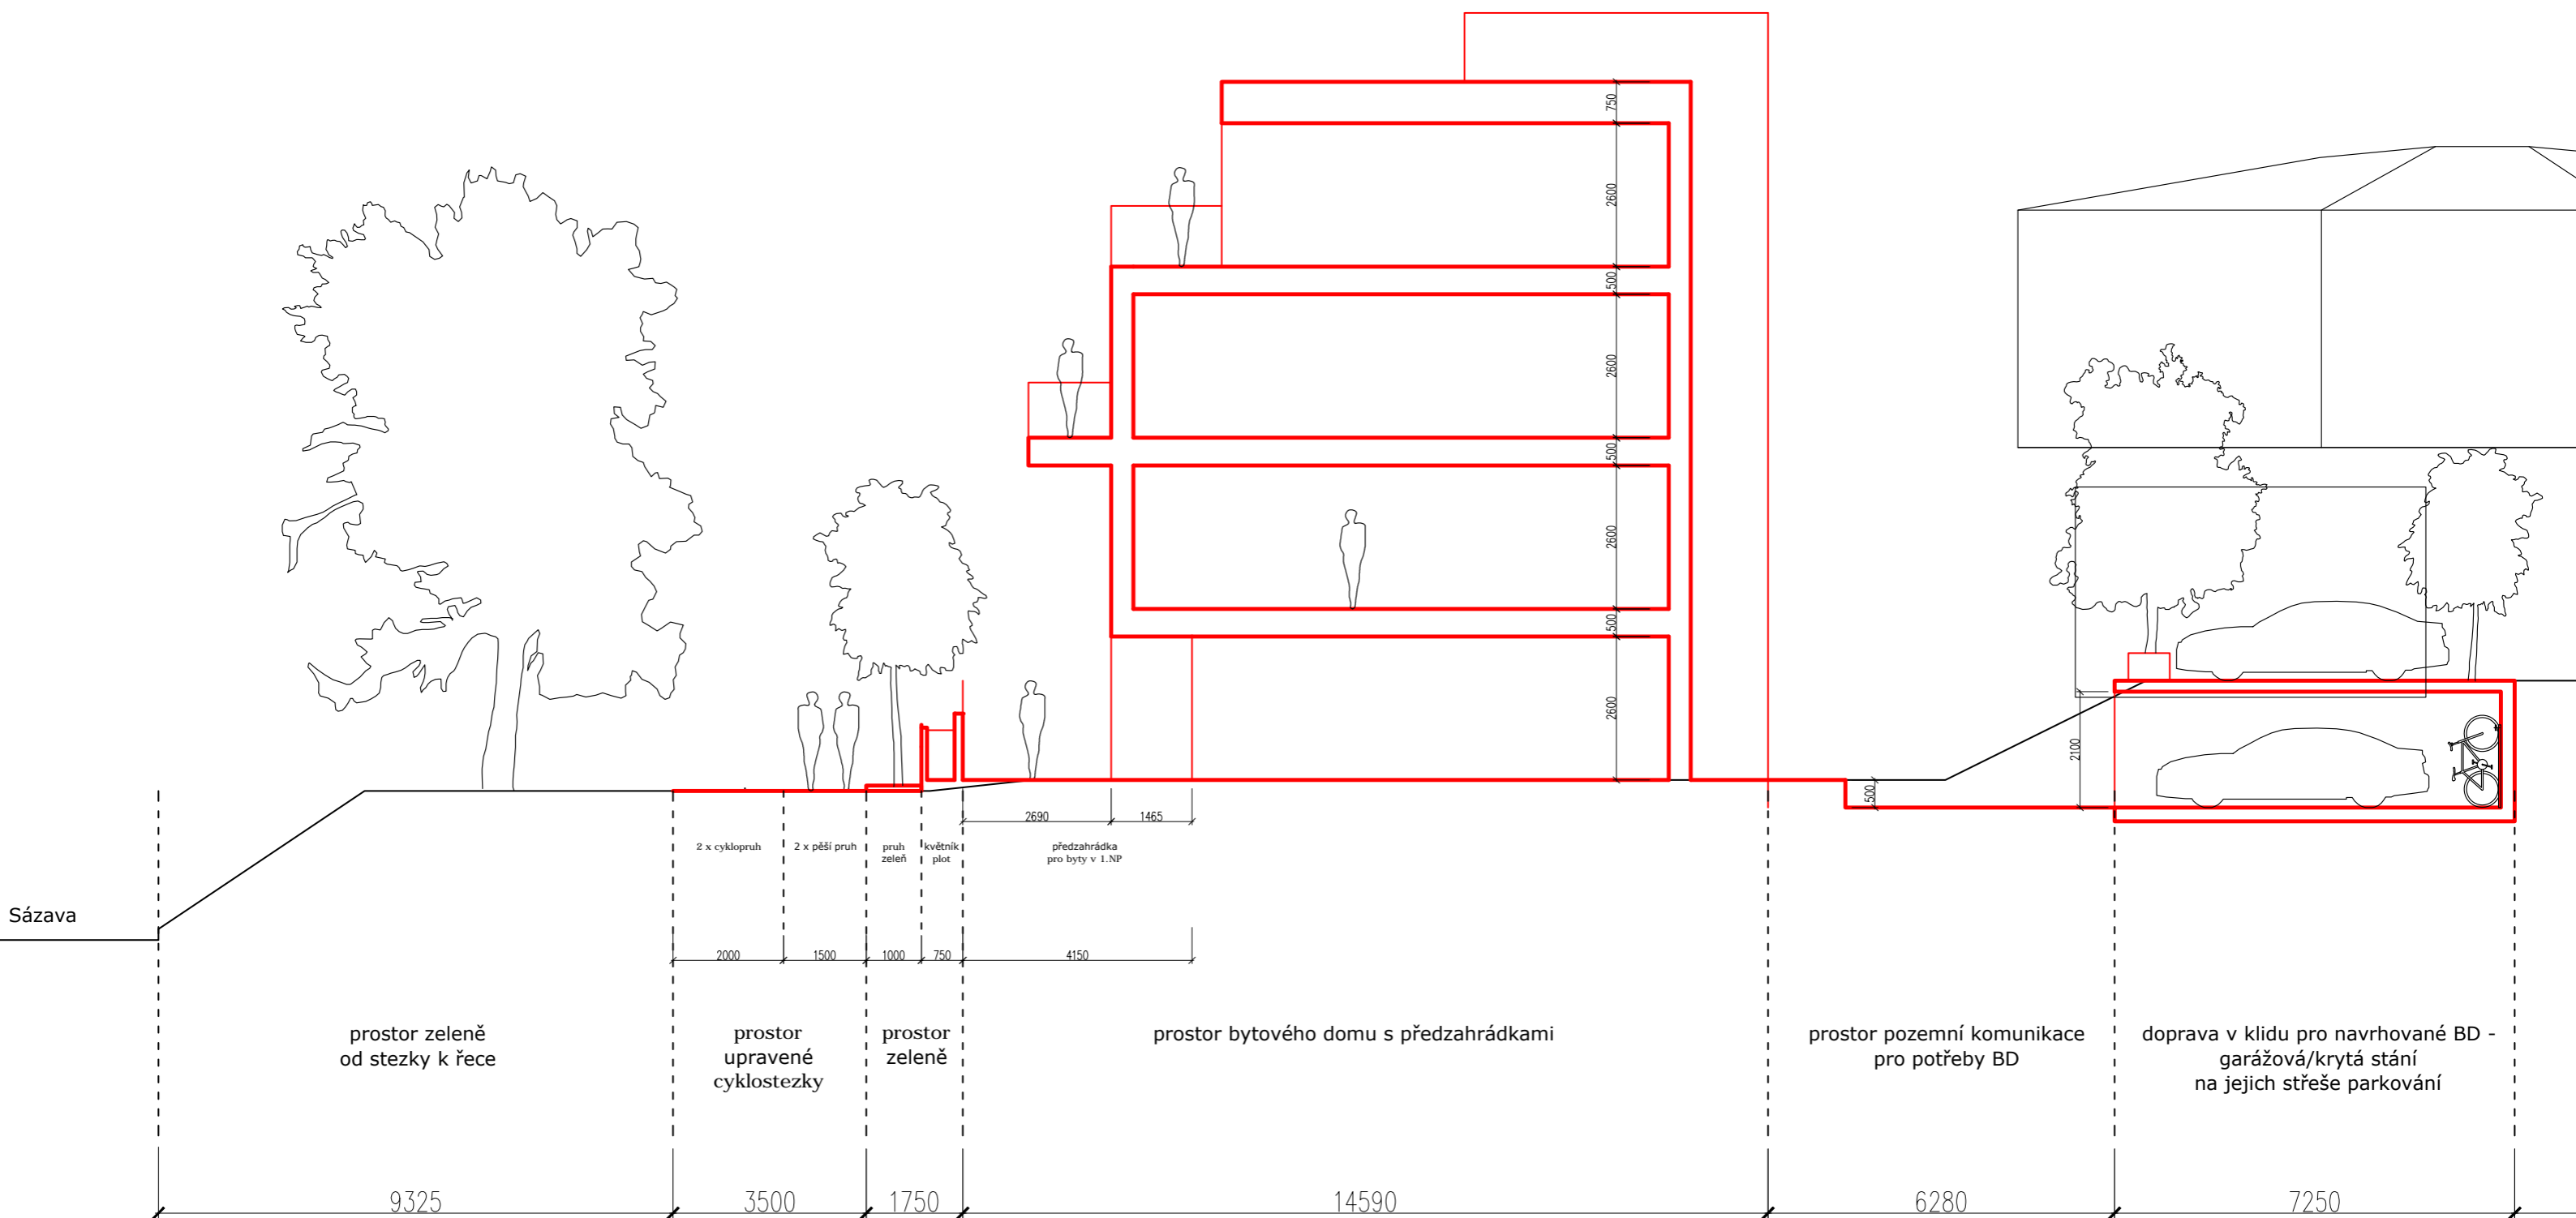 750
2600
500
2600
500
2600
500
2600
2100
500
2690
1465
2 x cyklopruh
2 x pěší pruh
pruh
zeleň
květník
plot
předzahrádka
pro byty v 1.NP
Sázava
2000
1500
1000
750
4150
prostor zeleně
od stezky k řece
prostor
upravené
cyklostezky
prostor
zeleně
prostor bytového domu s předzahrádkami
prostor pozemní komunikace
pro potřeby BD
doprava v klidu pro navrhované BD -
garážová/krytá stání
na jejich střeše parkování
9325
3500
1750
14590
6280
7250